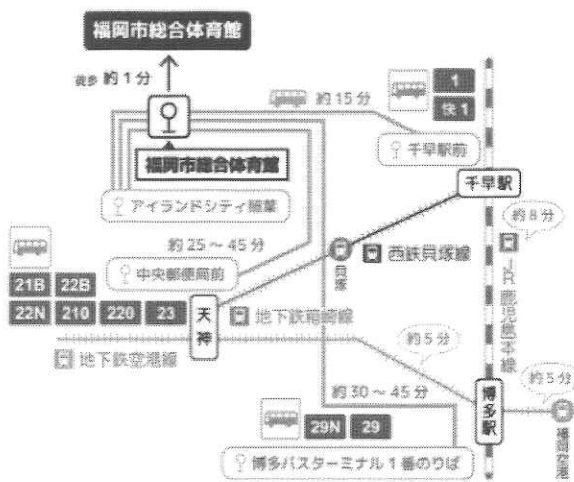 福岡市総合体育館
徒歩 約1分
約15分
1
快1
福岡市総合体育館
千早駅前
千早駅
アイランドシティ照葉
約8分
約25～45分
中央郵便局前
西鉄貝塚線
貝塚
JR鹿児島本線
21B 22B
22N 210 220 23
天神
地下鉄箱崎線
地下鉄空港線
約5分
約5分
約30～45分
博多駅
福岡空港
29N 29
博多バスターミナル1番のりば